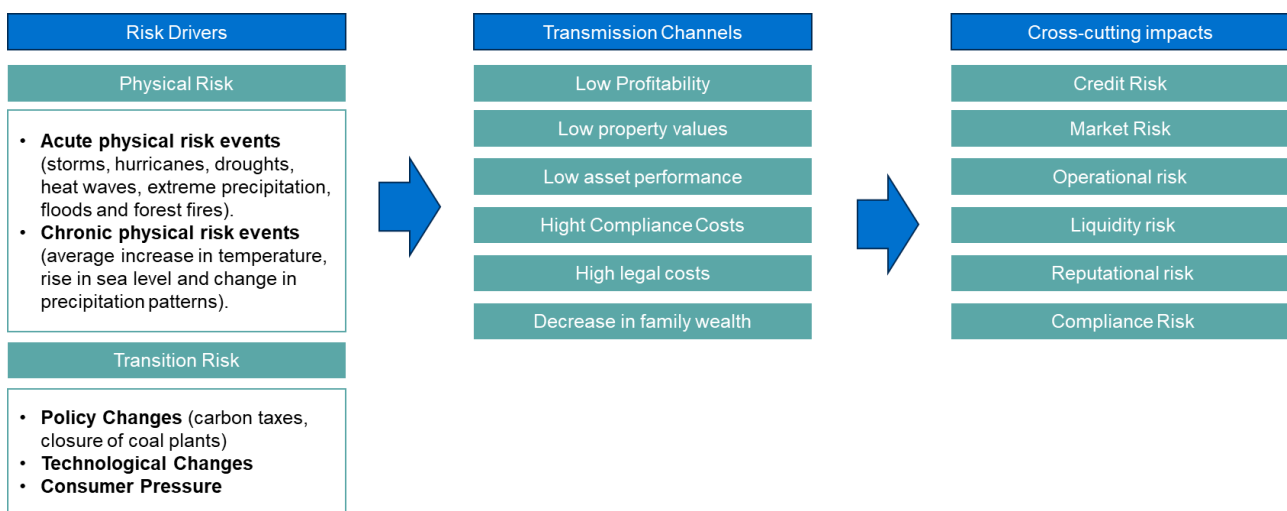 Risk Drivers
Physical Risk
• Acute physical risk events
(storms, hurricanes, droughts,
heat waves, extreme precipitation,
floods and forest fires).
• Chronic physical risk events
(average increase in temperature,
rise in sea level and change in
precipitation patterns).
Transition Risk
• Policy Changes (carbon taxes,
closure of coal plants)
• Technological Changes
• Consumer Pressure
Transmission Channels
Low Profitability
Low property values
Low asset performance
Hight Compliance Costs
High legal costs
Decrease in family wealth
Cross-cutting impacts
Credit Risk
Market Risk
Operational risk
Liquidity risk
Reputational risk
Compliance Risk